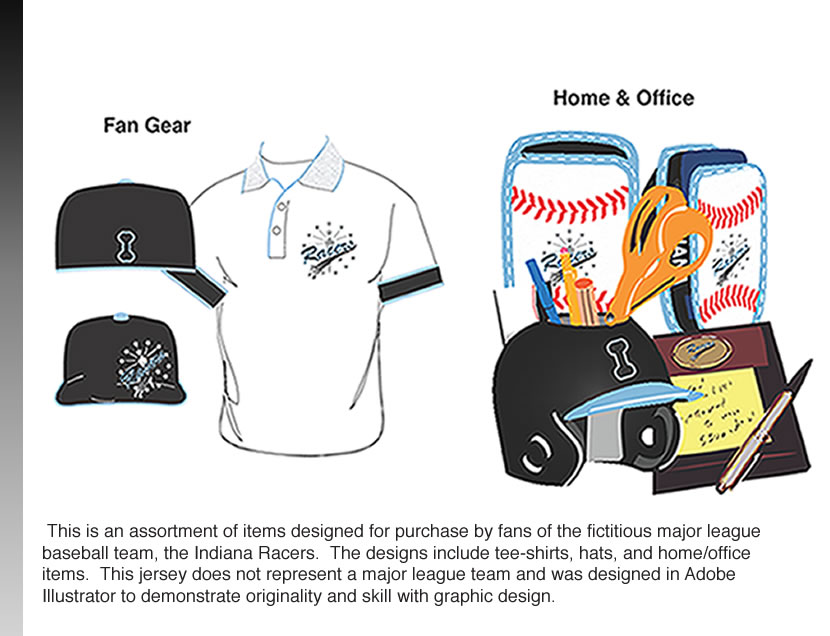 Home & Office
Fan Gear
Racers
Racers
I
Racers
I
Racers
This is an assortment of items designed for purchase by fans of the fictitious major league
baseball team, the Indiana Racers.  The designs include tee-shirts, hats, and home/office
items.  This jersey does not represent a major league team and was designed in Adobe
Illustrator to demonstrate originality and skill with graphic design.